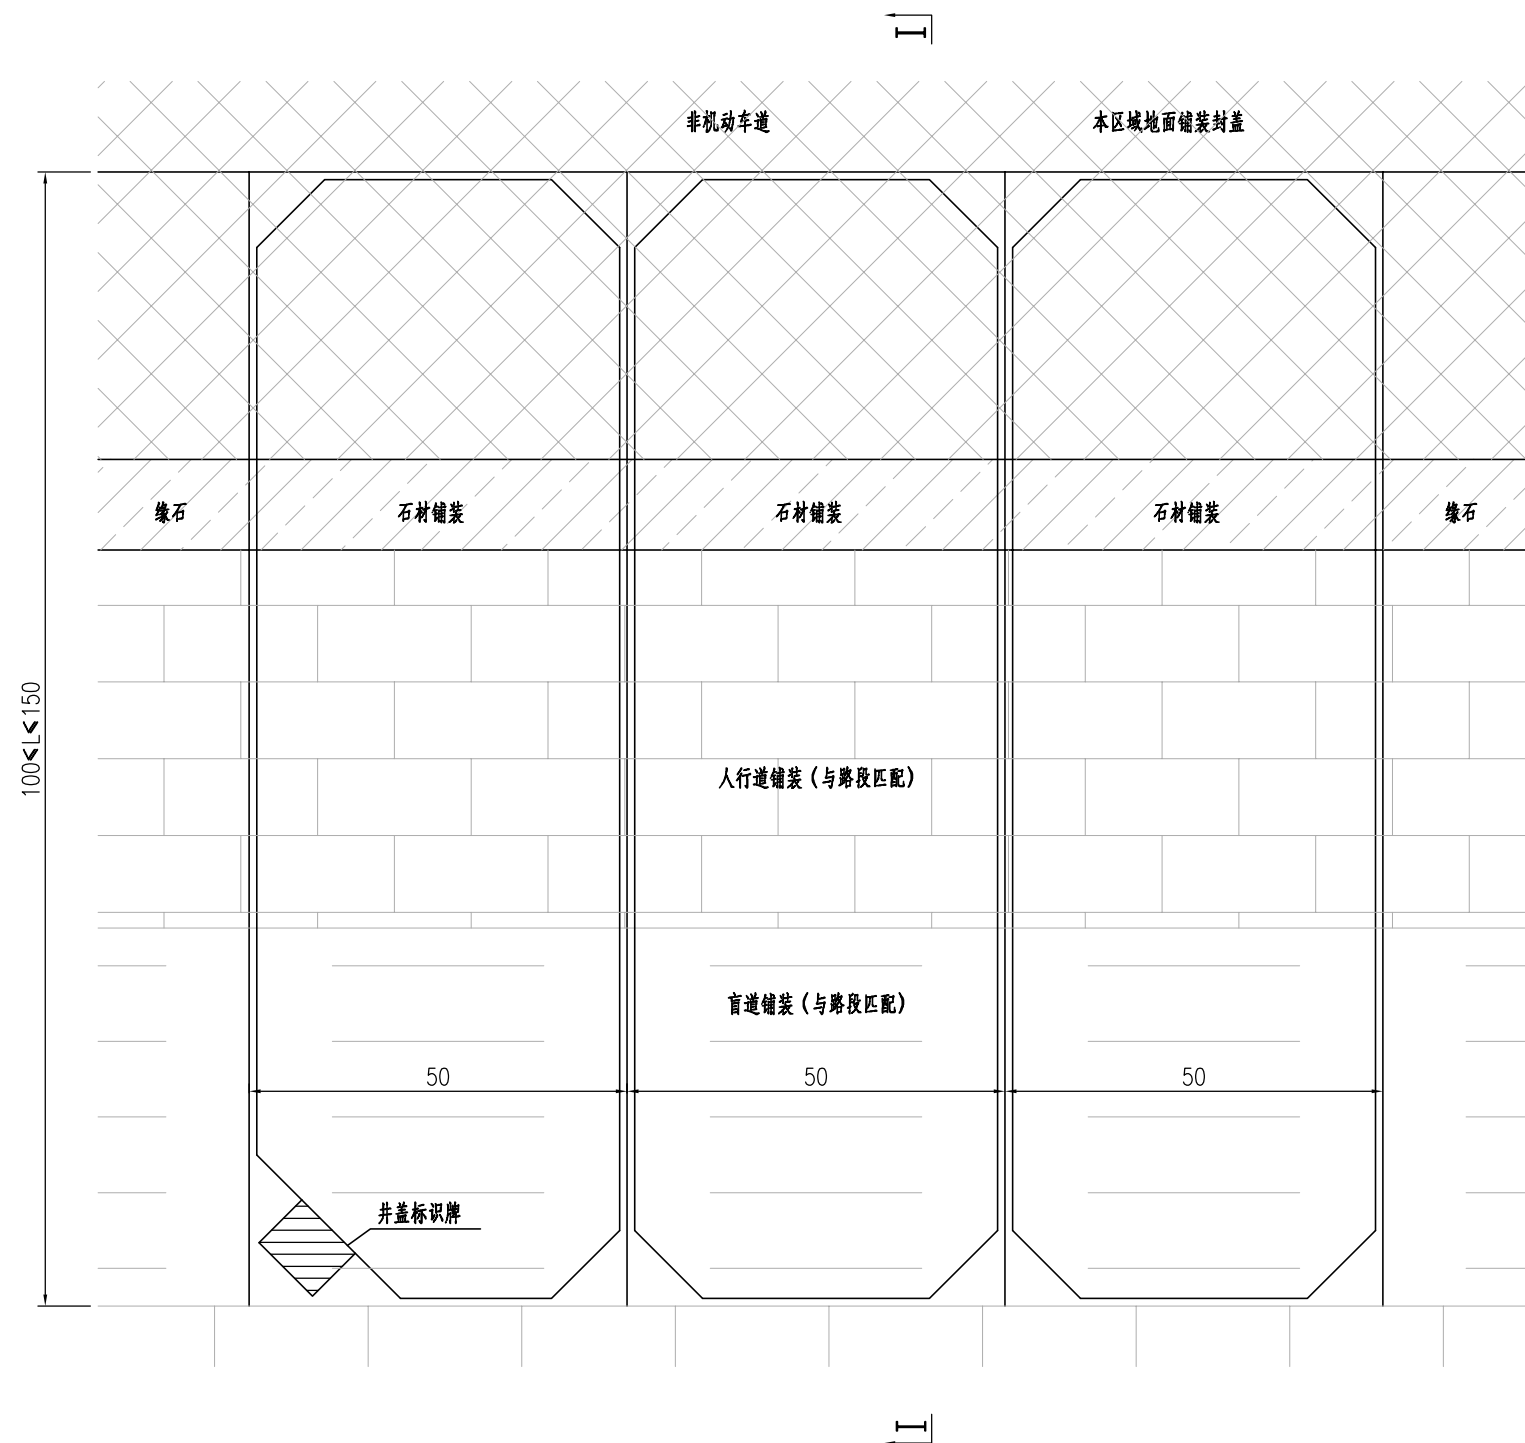 I
非机动车道
本区域地面铺装封盖
缘石
石材铺装
石材铺装
石材铺装
缘石
100≤L≤150
人行道铺装（与路段匹配）
盲道铺装（与路段匹配）
50
50
50
井盖标识牌
I